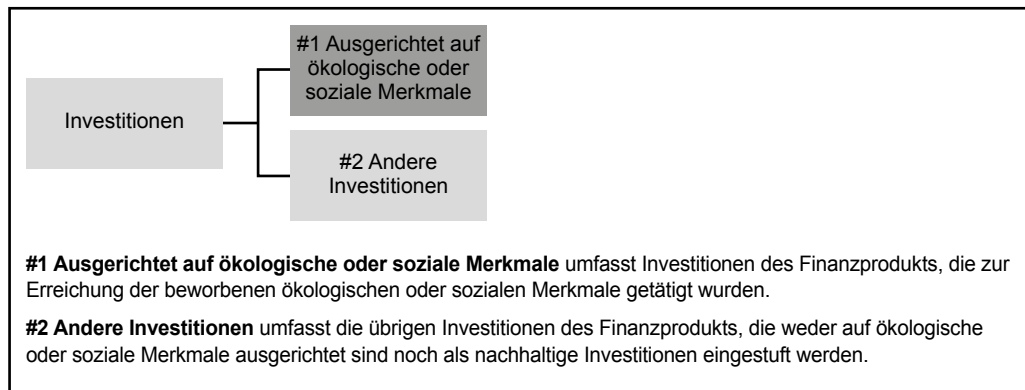 #1 Ausgerichtet auf
ökologische oder
soziale Merkmale
Investitionen
#2 Andere
Investitionen
#1 Ausgerichtet auf ökologische oder soziale Merkmale umfasst Investitionen des Finanzprodukts, die zur
Erreichung der beworbenen ökologischen oder sozialen Merkmale getätigt wurden.
#2 Andere Investitionen umfasst die übrigen Investitionen des Finanzprodukts, die weder auf ökologische
oder soziale Merkmale ausgerichtet sind noch als nachhaltige Investitionen eingestuft werden.